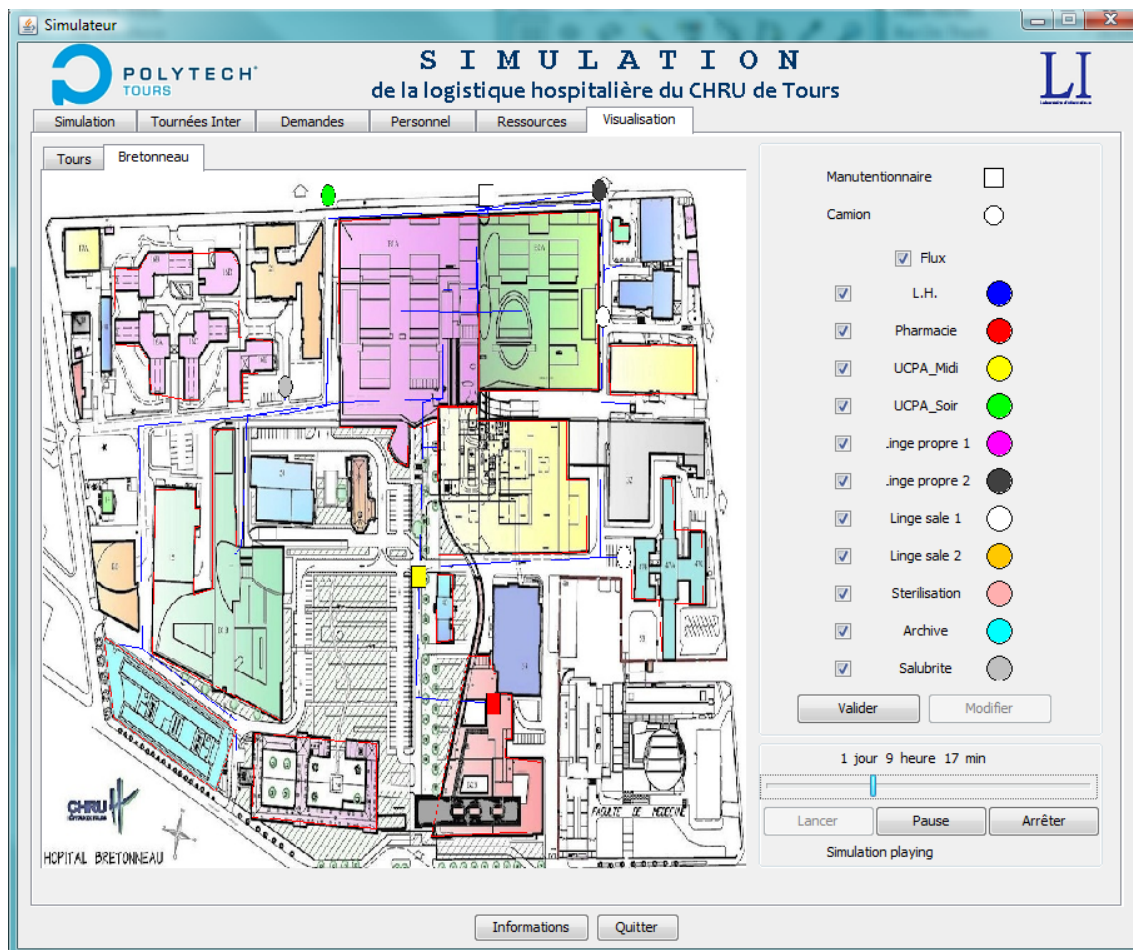 Simulateur
POLYTECH®
TOURS
SIMULATION
de la logistique hospitalière du CHRU de Tours
LI
Simulation
Tournées Inter
Demandes
Personnel
Ressources
Visualisation
Tours
Bretonneau
Manutentionnaire
Camion
Flux
L.H.
Pharmacie
UCPA_Midi
UCPA_Soir
.inge propre 1
.inge propre 2
Linge sale 1
Linge sale 2
Sterilisation
Archive
Salubrite
Valider
Modifier
1 jour 9 heure 17 min
Lancer
Pause
Arrêter
Simulation playing
FACULTE DE MEDECINE
CHRU
HOPITAL BRETONNEAU
Informations
Quitter